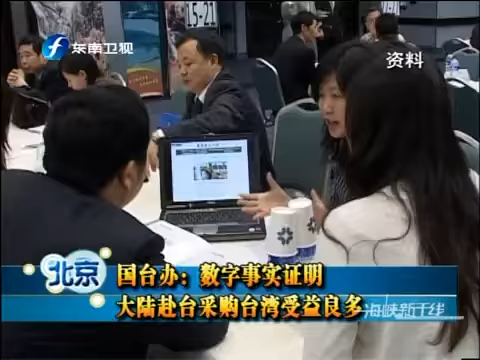 东南卫视
15-21
资料
北京
国台办：数字事实证明
大陆赴台采购台湾受益良多
海峡新干线